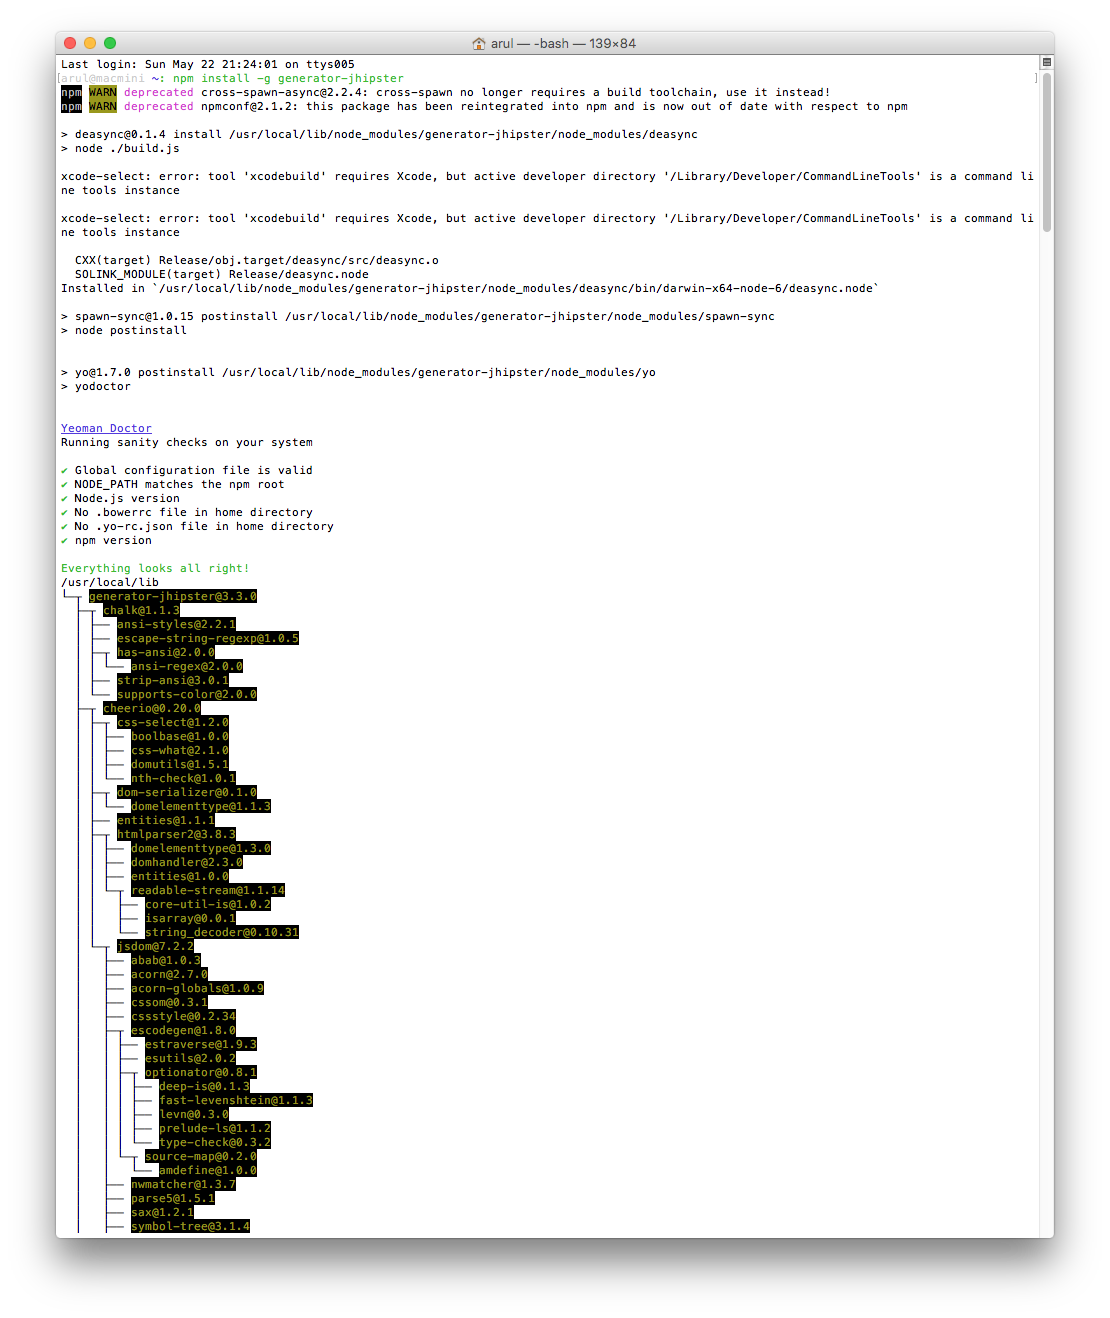 arul — -bash — 139×84
Last login: Sun May 22 21:24:01 on ttys005
[arul@macmini ~: npm install -g generator-jhipster ]
npm WARN deprecated cross-spawn-async@2.2.4: cross-spawn no longer requires a build toolchain, use it instead!
npm WARN deprecated npmconf@2.1.2: this package has been reintegrated into npm and is now out of date with respect to npm
> deasync@0.1.4 install /usr/local/lib/node_modules/generator-jhipster/node_modules/deasync
> node ./build.js
xcode-select: error: tool 'xcodebuild' requires Xcode, but active developer directory '/Library/Developer/CommandLineTools' is a command li
ne tools instance
xcode-select: error: tool 'xcodebuild' requires Xcode, but active developer directory '/Library/Developer/CommandLineTools' is a command li
ne tools instance
CXX(target) Release/obj.target/deasync/src/deasync.o
SOLINK_MODULE(target) Release/deasync.node
Installed in `/usr/local/lib/node_modules/generator-jhipster/node_modules/deasync/bin/darwin-x64-node-6/deasync.node`
> spawn-sync@1.0.15 postinstall /usr/local/lib/node_modules/generator-jhipster/node_modules/spawn-sync
> node postinstall
> yo@1.7.0 postinstall /usr/local/lib/node_modules/generator-jhipster/node_modules/yo
> yodoctor
Yeoman Doctor
Running sanity checks on your system
✔ Global configuration file is valid
✔ NODE_PATH matches the npm root
✔ Node.js version
✔ No .bowerrc file in home directory
✔ No .yo-rc.json file in home directory
✔ npm version
Everything looks all right!
/usr/local/lib
└─┬ generator-jhipster@3.3.0
  ├─┬ chalk@1.1.3
  │ ├── ansi-styles@2.2.1
  │ ├── escape-string-regexp@1.0.5
  │ ├─┬ has-ansi@2.0.0
  │ │ └── ansi-regex@2.0.0
  │ ├── strip-ansi@3.0.1
  │ └── supports-color@2.0.0
  ├─┬ cheerio@0.20.0
  │ ├─┬ css-select@1.2.0
  │ │ ├── boolbase@1.0.0
  │ │ ├── css-what@2.1.0
  │ │ ├── domutils@1.5.1
  │ │ └── nth-check@1.0.1
  │ ├─┬ dom-serializer@0.1.0
  │ │ └── domelementtype@1.1.3
  │ ├── entities@1.1.1
  │ ├─┬ htmlparser2@3.8.3
  │ │ ├── domelementtype@1.3.0
  │ │ ├── domhandler@2.3.0
  │ │ ├── entities@1.0.0
  │ │ └─┬ readable-stream@1.1.14
  │ │   ├── core-util-is@1.0.2
  │ │   ├── isarray@0.0.1
  │ │   └── string_decoder@0.10.31
  │ └─┬ jsdom@7.2.2
  │   ├── abab@1.0.3
  │   ├── acorn@2.7.0
  │   ├── acorn-globals@1.0.9
  │   ├── cssom@0.3.1
  │   ├── cssstyle@0.2.34
  │   ├─┬ escodegen@1.8.0
  │   │ ├── estraverse@1.9.3
  │   │ ├── esutils@2.0.2
  │   │ ├─┬ optionator@0.8.1
  │   │ │ ├── deep-is@0.1.3
  │   │ │ ├── fast-levenshtein@1.1.3
  │   │ │ ├── levn@0.3.0
  │   │ │ ├── prelude-ls@1.1.2
  │   │ │ └── type-check@0.3.2
  │   │ └─┬ source-map@0.2.0
  │   │   └── amdefine@1.0.0
  │   ├── nwmatcher@1.3.7
  │   ├── parse5@1.5.1
  │   ├── sax@1.2.1
  │   ├── symbol-tree@3.1.4